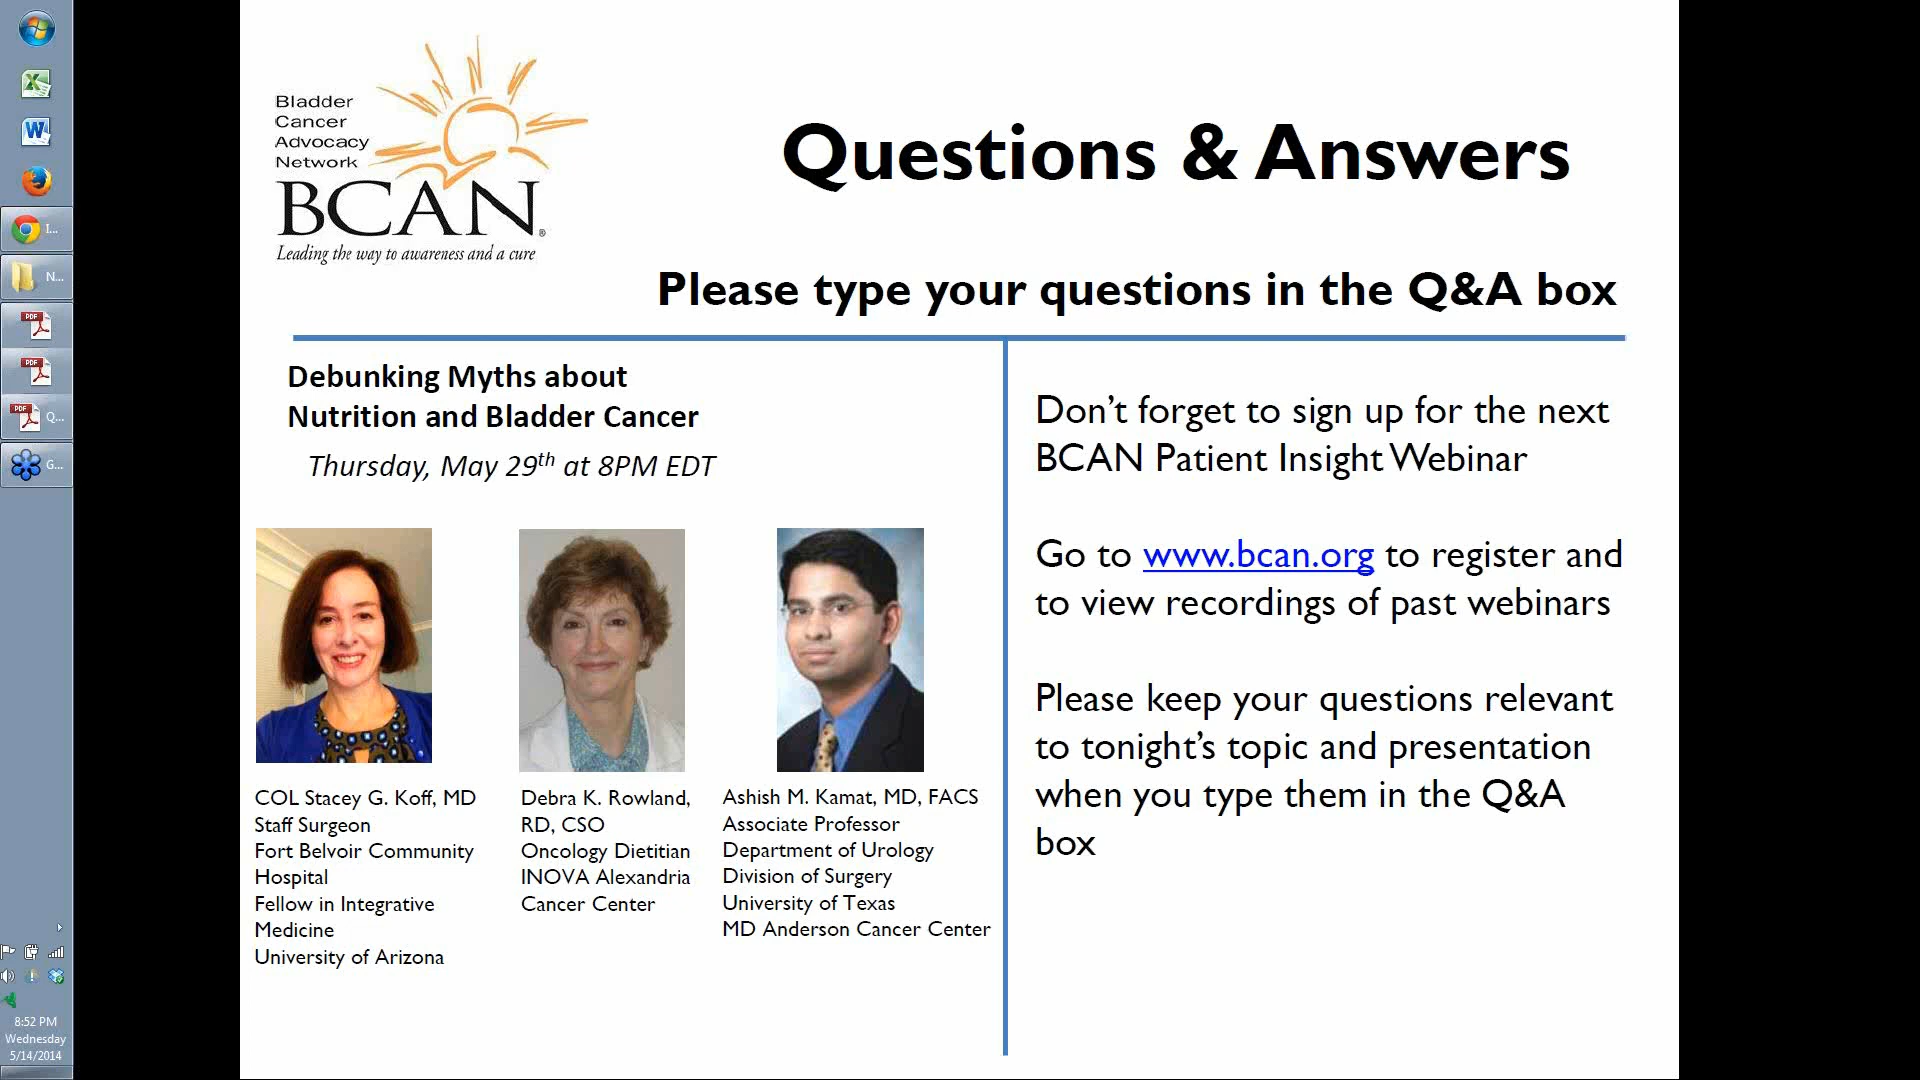 Bladder
Cancer
Advocacy
Network
BCAN®
Leading the way to awareness and a cure
Questions & Answers
Please type your questions in the Q&A box
Debunking Myths about
Nutrition and Bladder Cancer
Thursday, May 29th at 8PM EDT
COL Stacey G. Koff, MD
Staff Surgeon
Fort Belvoir Community
Hospital
Fellow in Integrative
Medicine
University of Arizona
Debra K. Rowland,
RD, CSO
Oncology Dietitian
INOVA Alexandria
Cancer Center
Ashish M. Kamat, MD, FACS
Associate Professor
Department of Urology
Division of Surgery
University of Texas
MD Anderson Cancer Center
Don't forget to sign up for the next
BCAN Patient Insight Webinar
Go to www.bcan.org to register and
to view recordings of past webinars
Please keep your questions relevant
to tonight's topic and presentation
when you type them in the Q&A
box
I...
N...
PDF
PDF
PDF
Q...
G...
8:52 PM
Wednesday
5/14/2014